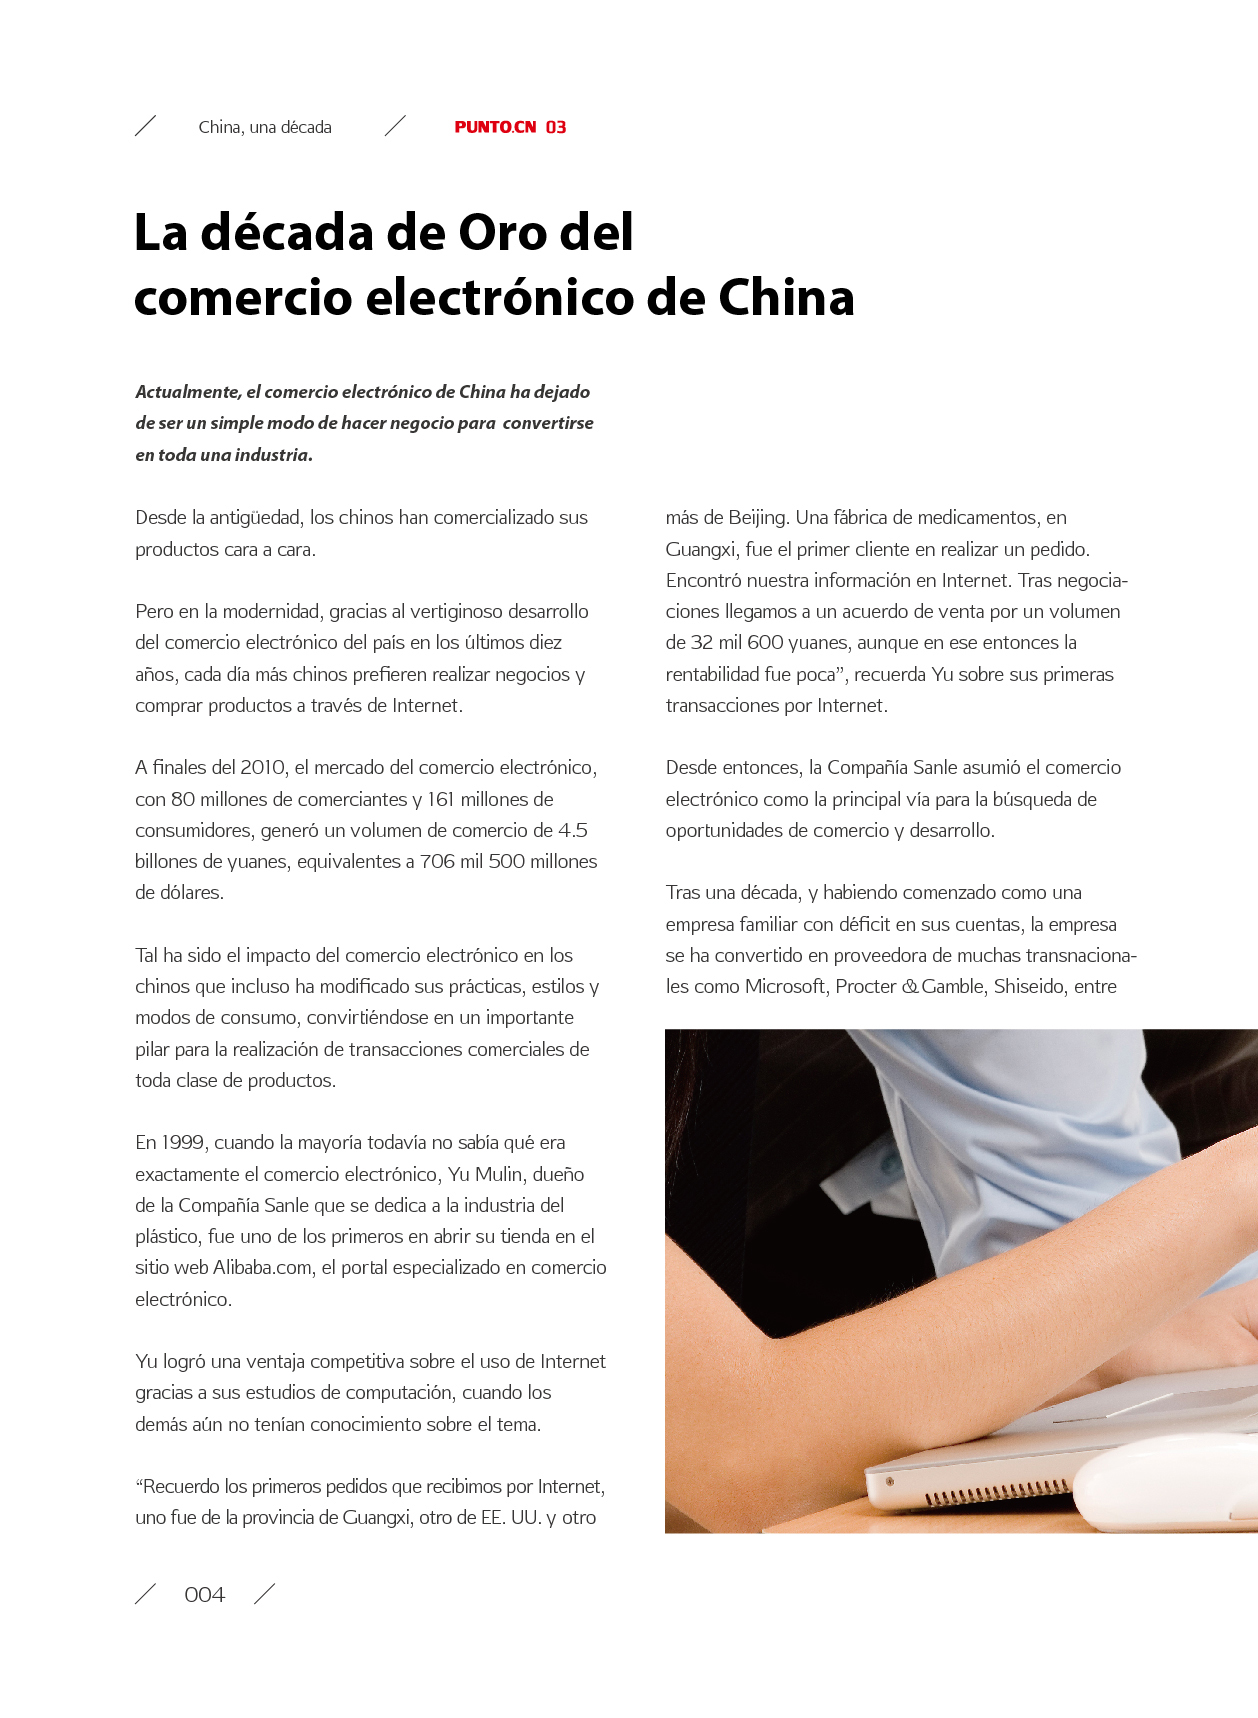 China, una década
PUNTO.CN 03
La década de Oro del
comercio electrónico de China
Actualmente, el comercio electrónico de China ha dejado
de ser un simple modo de hacer negocio para convertirse
en toda una industria.
Desde la antigüedad, los chinos han comercializado sus
productos cara a cara.
Pero en la modernidad, gracias al vertiginoso desarrollo
del comercio electrónico del país en los últimos diez
años, cada día más chinos prefieren realizar negocios y
comprar productos a través de Internet.
A finales del 2010, el mercado del comercio electrónico,
con 80 millones de comerciantes y 161 millones de
consumidores, generó un volumen de comercio de 4.5
billones de yuanes, equivalentes a 706 mil 500 millones
de dólares.
Tal ha sido el impacto del comercio electrónico en los
chinos que incluso ha modificado sus prácticas, estilos y
modos de consumo, convirtiéndose en un importante
pilar para la realización de transacciones comerciales de
toda clase de productos.
En 1999, cuando la mayoría todavía no sabía qué era
exactamente el comercio electrónico, Yu Mulin, dueño
de la Compañía Sanle que se dedica a la industria del
plástico, fue uno de los primeros en abrir su tienda en el
sitio web Alibaba.com, el portal especializado en comercio
electrónico.
Yu logró una ventaja competitiva sobre el uso de Internet
gracias a sus estudios de computación, cuando los
demás aún no tenían conocimiento sobre el tema.
“Recuerdo los primeros pedidos que recibimos por Internet,
uno fue de la provincia de Guangxi, otro de EE. UU. y otro
más de Beijing. Una fábrica de medicamentos, en
Guangxi, fue el primer cliente en realizar un pedido.
Encontró nuestra información en Internet. Tras negocia-
ciones llegamos a un acuerdo de venta por un volumen
de 32 mil 600 yuanes, aunque en ese entonces la
rentabilidad fue poca”, recuerda Yu sobre sus primeras
transacciones por Internet.
Desde entonces, la Compañía Sanle asumió el comercio
electrónico como la principal vía para la búsqueda de
oportunidades de comercio y desarrollo.
Tras una década, y habiendo comenzado como una
empresa familiar con déficit en sus cuentas, la empresa
se ha convertido en proveedora de muchas transnaciona-
les como Microsoft, Procter & Gamble, Shiseido, entre
004